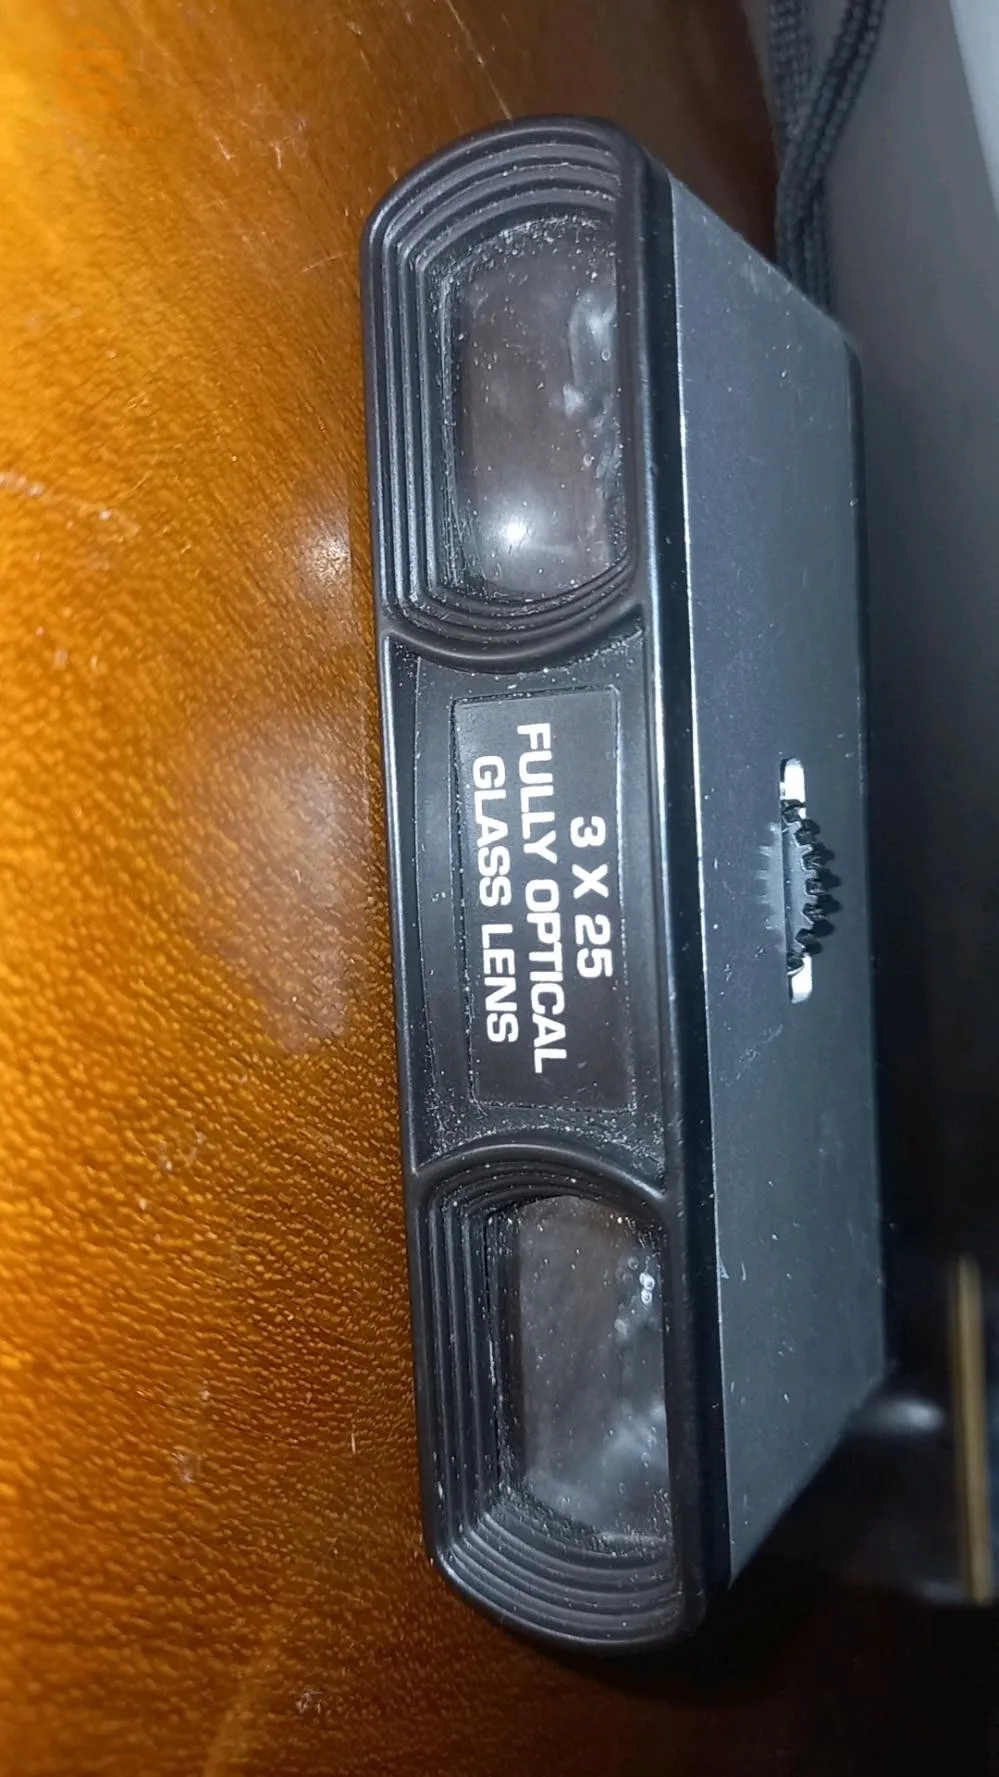 3 X 25
FULLY OPTICAL
GLASS LENS